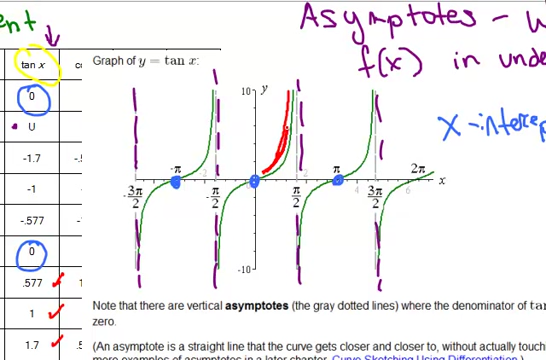 ent
Asymptotes -
f(x) in unde
tan x
Graph of y = tan x:
0
U
-1.7
-1
-.577
0
.577
1
1.7
10
y
x-intercep
-π
π
2π
x
-3π/2
-π/2
π/2
4
3π/2
6
-10
Note that there are vertical asymptotes (the gray dotted lines) where the denominator of tan
zero.
(An asymptote is a straight line that the curve gets closer and closer to, without actually touch
more examples of asymptotes in a later chapter, Curve Sketching Using Differentiation.)